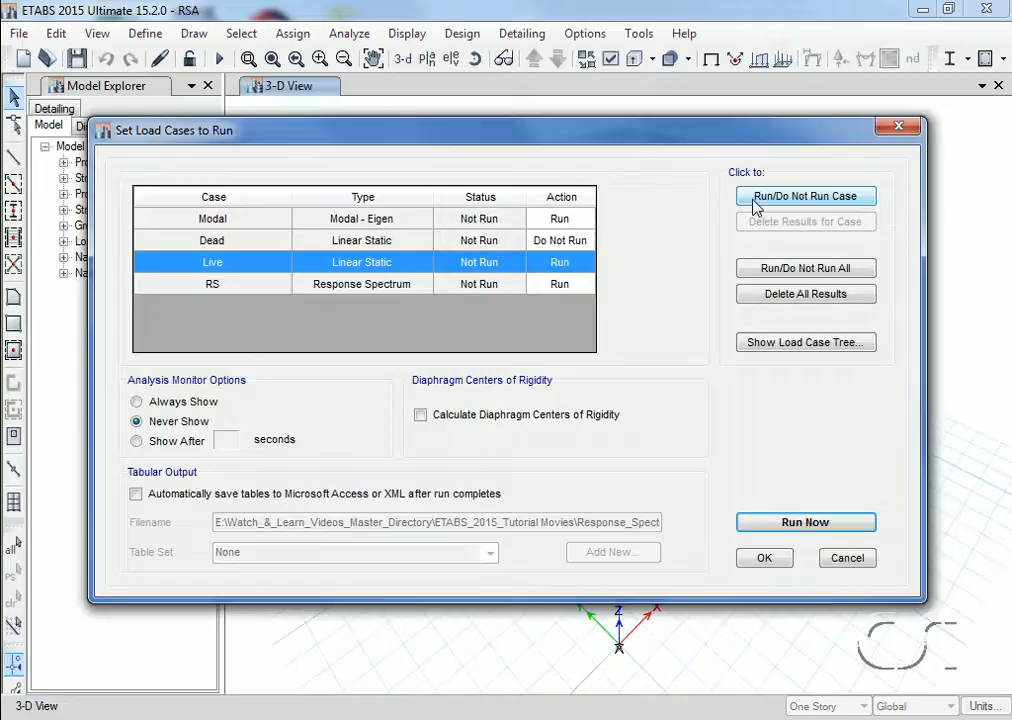 ETABS 2015 Ultimate 15.2.0 - RSA
File Edit View Define Draw Select Assign Analyze Display Design Detailing Options Tools Help
3-d plạ elẹ nd
Model Explorer
3-D View
Detailing
Model
Set Load Cases to Run
Model
Click to:
Case Type Status Action
Run/Do Not Run Case
Modal Modal - Eigen Not Run Run
Delete Results for Case
Dead Linear Static Not Run Do Not Run
Live Linear Static Not Run Run
Run/Do Not Run All
RS Response Spectrum Not Run Run
Delete All Results
Show Load Case Tree...
Analysis Monitor Options
Diaphragm Centers of Rigidity
Always Show
Never Show
Calculate Diaphragm Centers of Rigidity
Show After seconds
Tabular Output
Automatically save tables to Microsoft Access or XML after run completes
Filename E:\Watch_&_Learn_Videos_Master_Directory\ETABS_2015_Tutorial Movies\Response_Spect
Run Now
Table Set None Add New...
OK Cancel
all
PS
clr
Y Z X
CSI
3-D View
One Story Global Units...